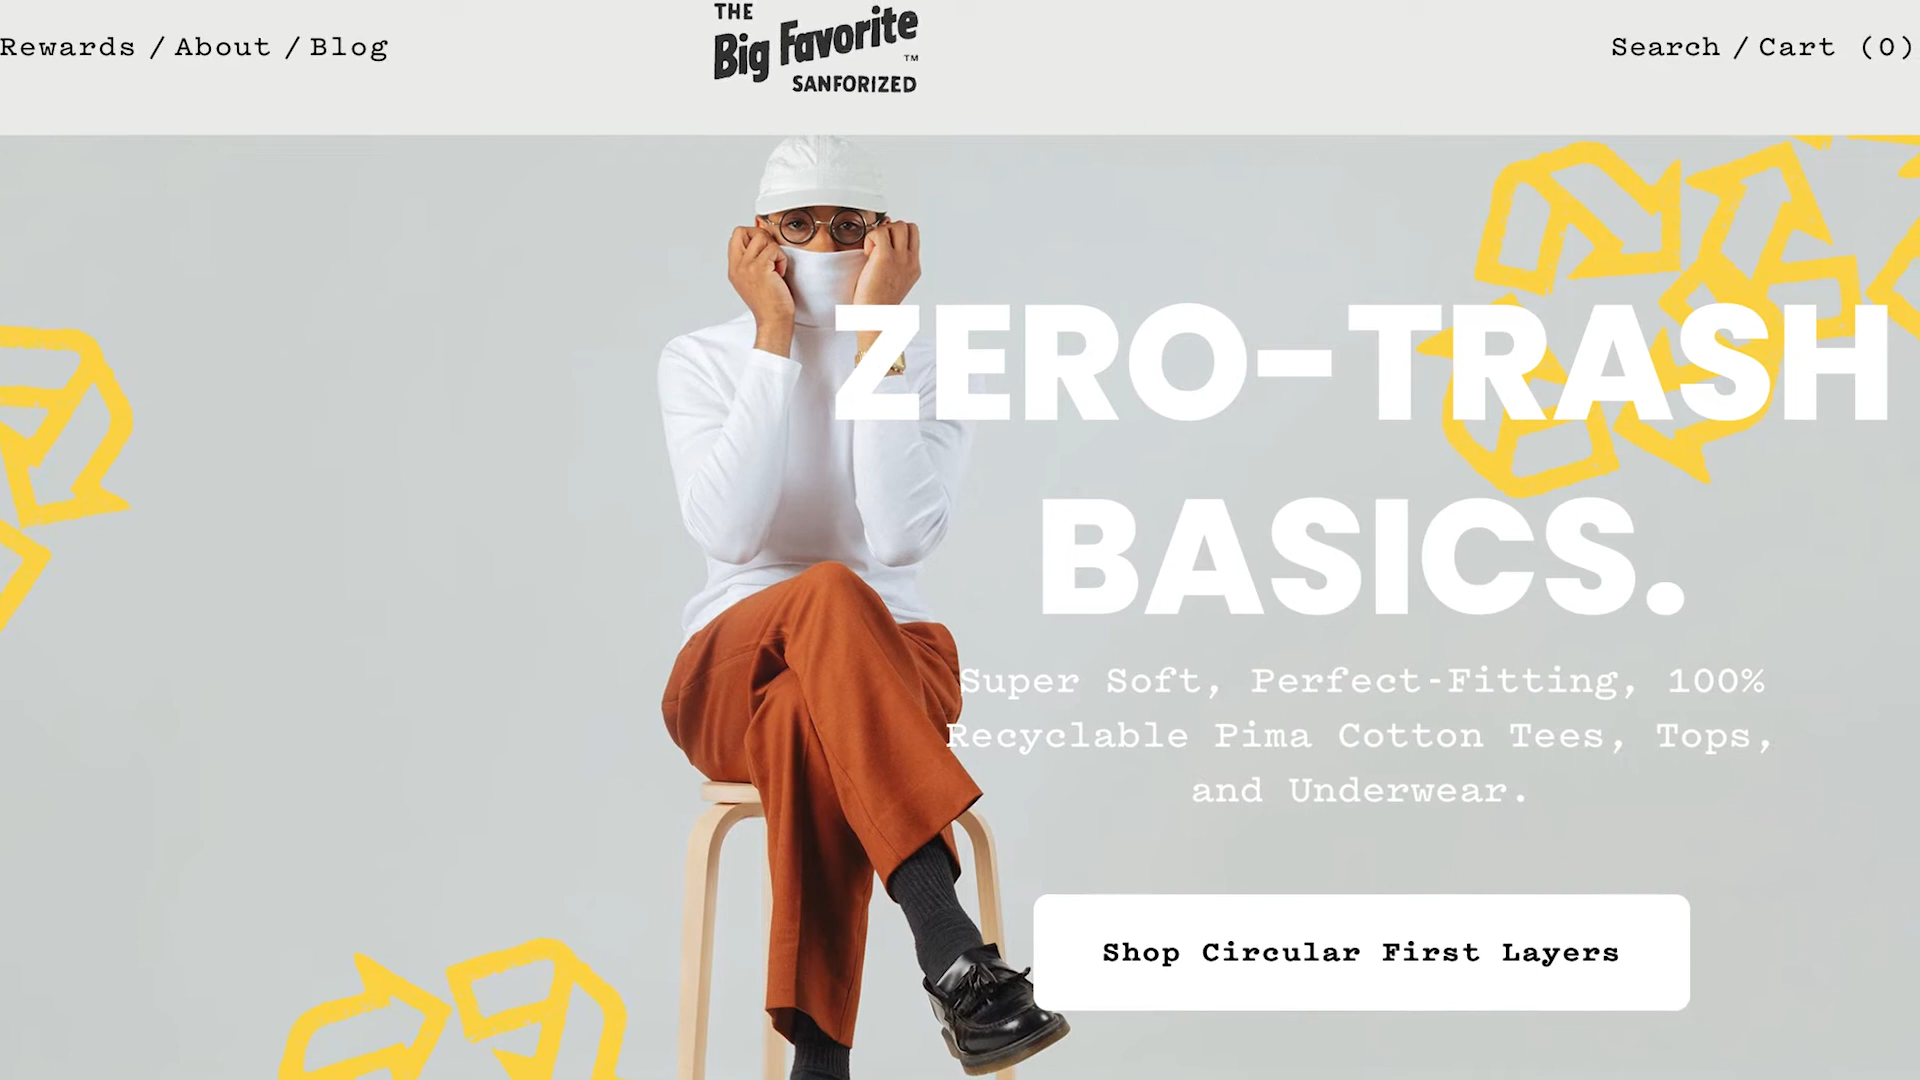 Rewards / About / Blog
THE
Big Favorite
™
SANFORIZED
Search / Cart (0)
ZERO-TRASH
BASICS.
Super Soft, Perfect-Fitting, 100%
Recyclable Pima Cotton Tees, Tops,
and Underwear.
Shop Circular First Layers